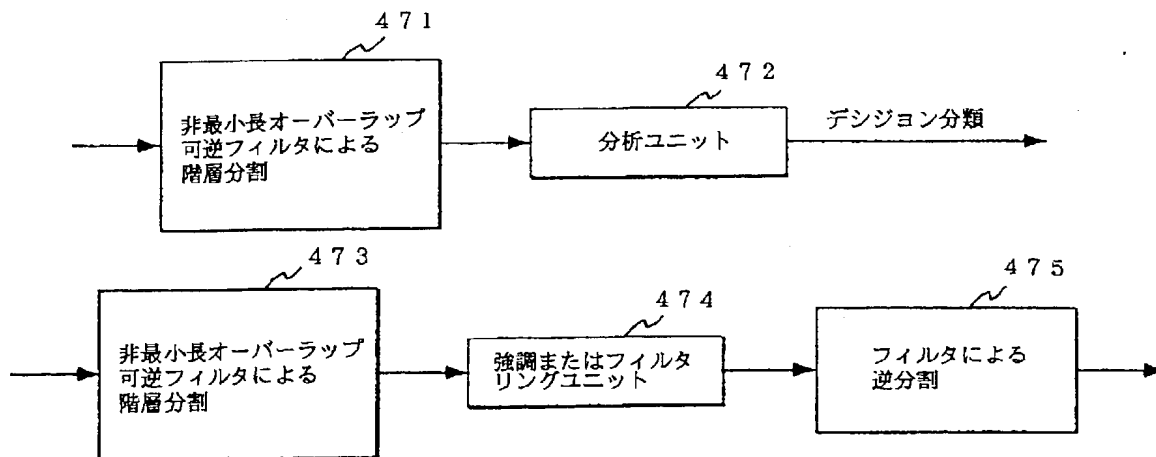 ４７１
非最小長オーバーラップ
可逆フィルタによる
階層分割
４７２
分析ユニット
デシジョン分類
４７３
非最小長オーバーラップ
可逆フィルタによる
階層分割
４７４
強調またはフィルタ
リングユニット
４７５
フィルタによる
逆分割